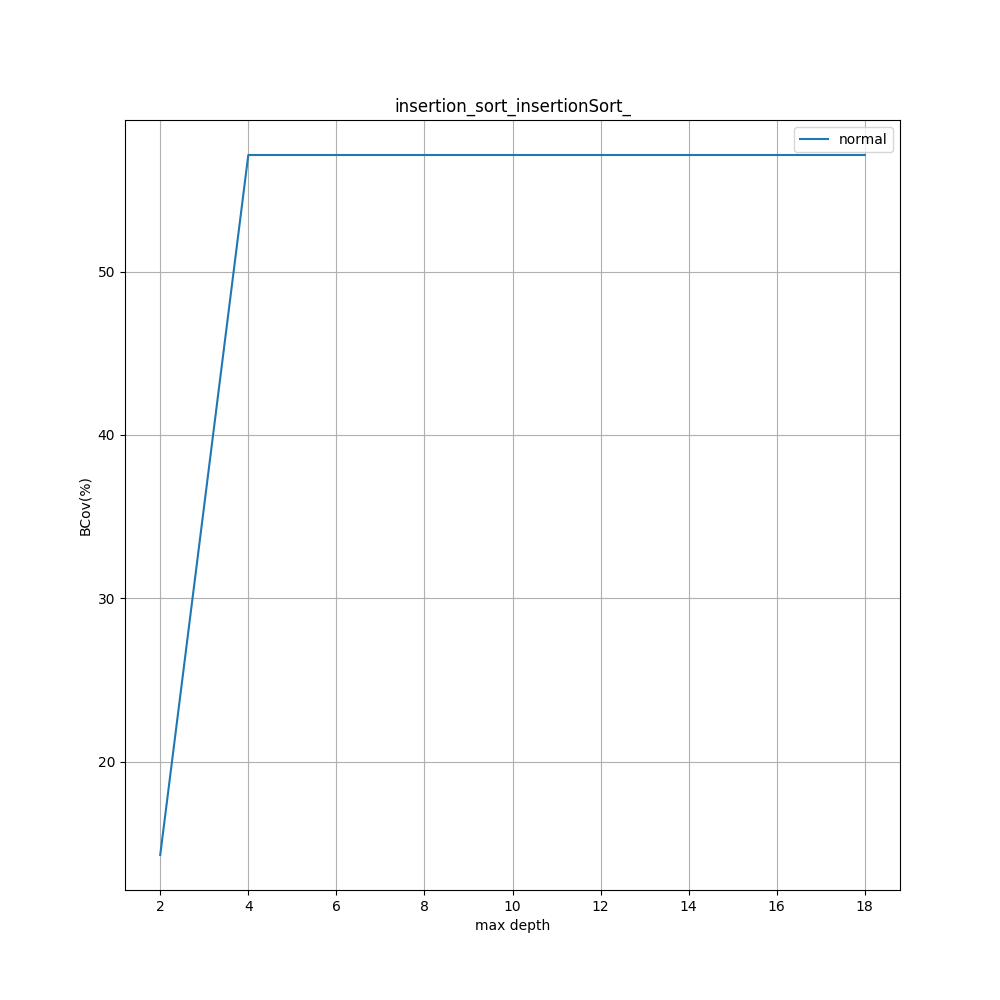 insertion_sort_insertionSort_
normal
BCov(%)
50
40
30
20
2 4 6 8 10 12 14 16 18
max depth